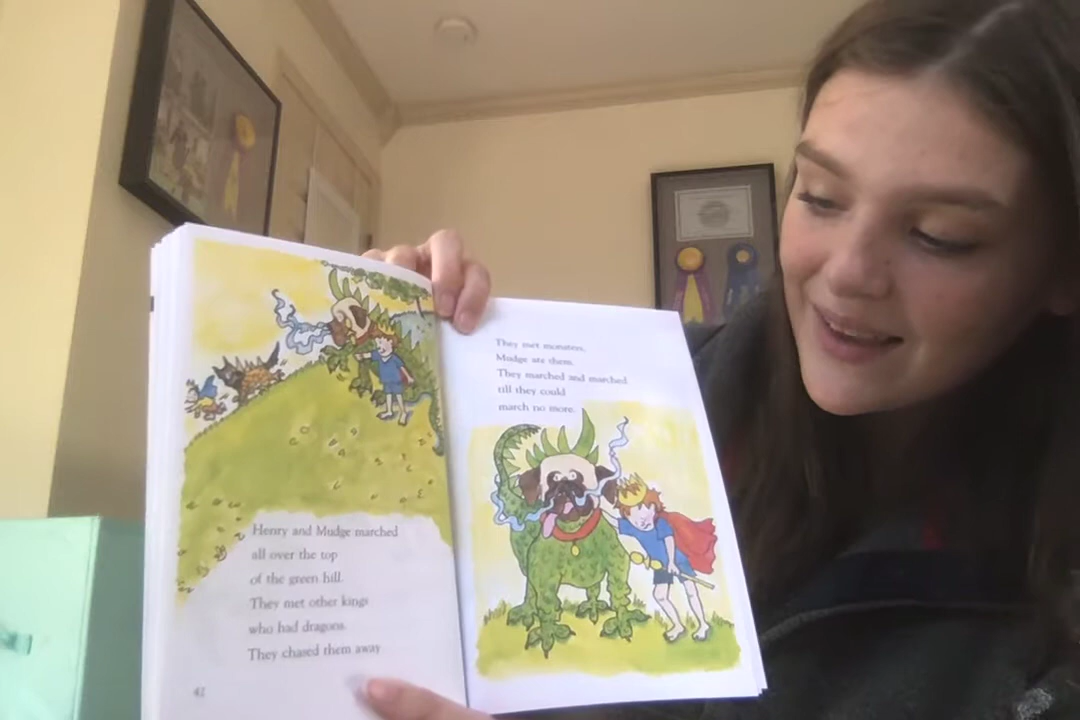 Henry and Mudge marched
all over the top
of the green hill.
They met other kings
who had dragons.
They chased them away
41
They met monsters.
Mudge ate them.
They marched and marched
till they could
march no more.